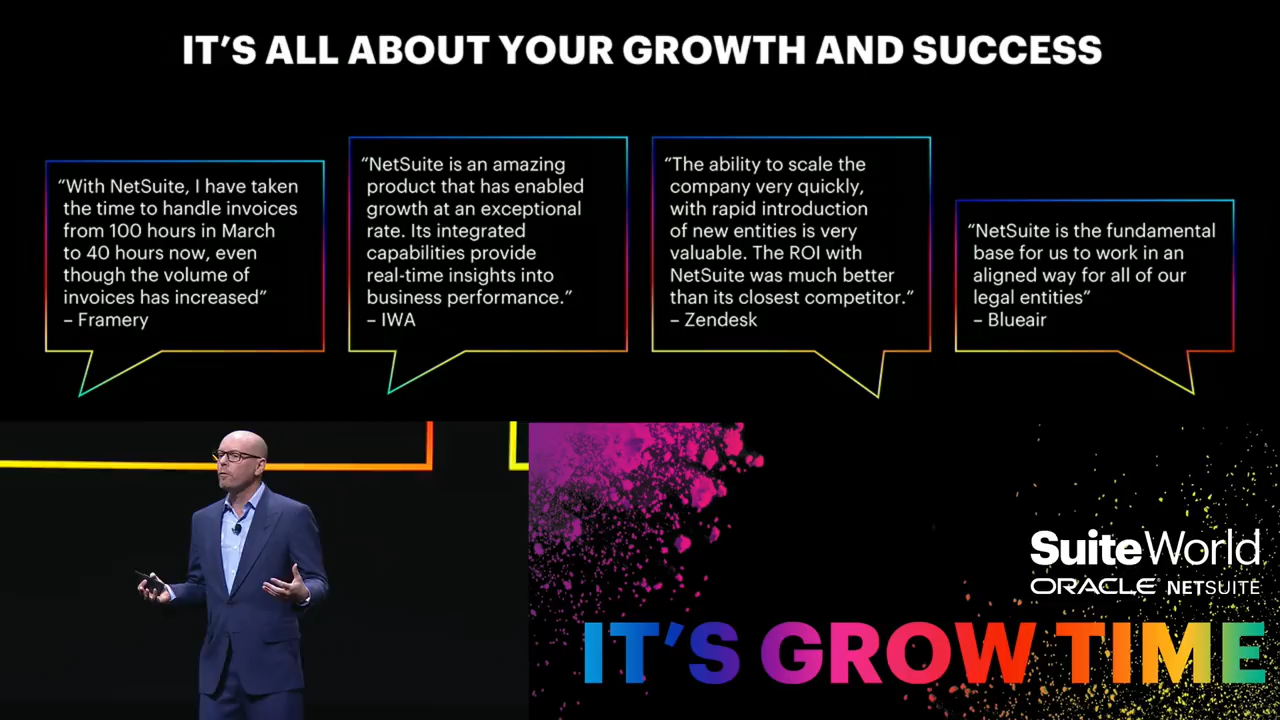 IT'S ALL ABOUT YOUR GROWTH AND SUCCESS
“With NetSuite, I have taken
the time to handle invoices
from 100 hours in March
to 40 hours now, even
though the volume of
invoices has increased”
– Framery
“NetSuite is an amazing
product that has enabled
growth at an exceptional
rate. Its integrated
capabilities provide
real-time insights into
business performance.”
– IWA
“The ability to scale the
company very quickly,
with rapid introduction
of new entities is very
valuable. The ROI with
NetSuite was much better
than its closest competitor.”
– Zendesk
“NetSuite is the fundamental
base for us to work in an
aligned way for all of our
legal entities”
– Blueair
SuiteWorld
ORACLE NETSUITE
IT'S GROW TIME